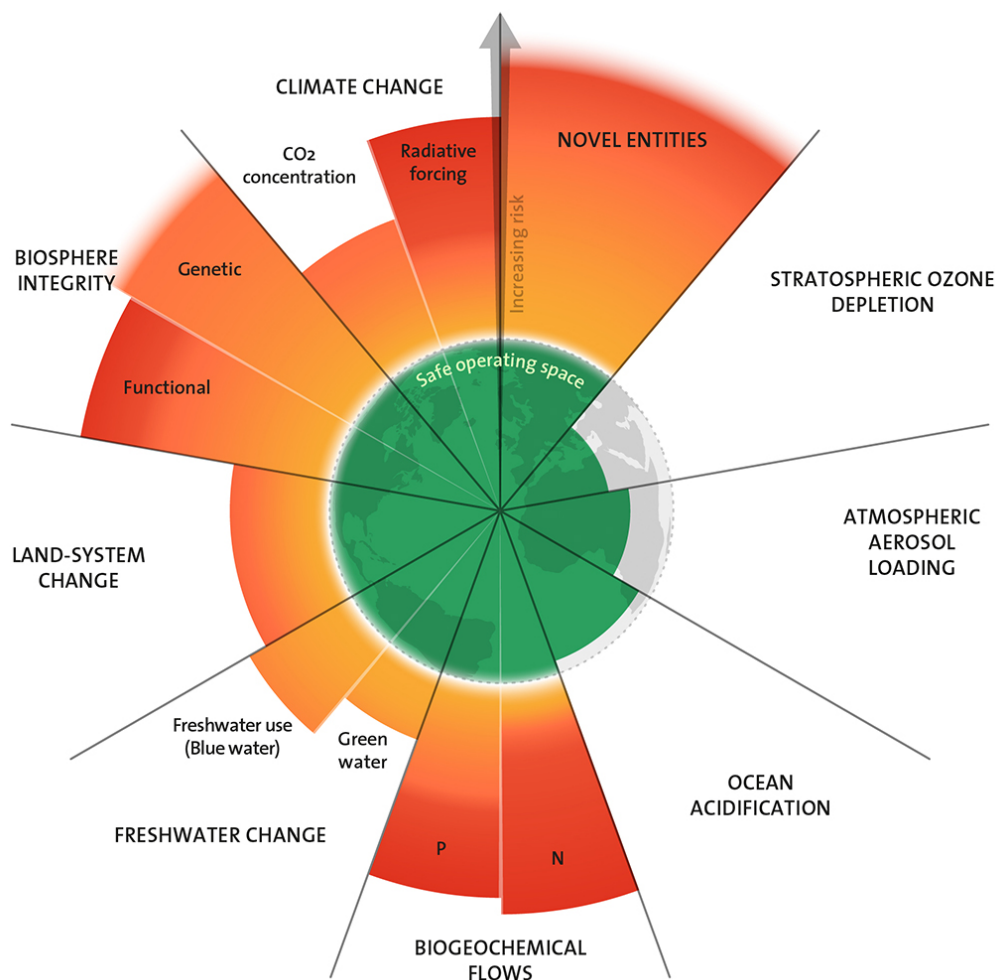 CLIMATE CHANGE
CO2
concentration
Radiative
forcing
Increasing risk
NOVEL ENTITIES
STRATOSPHERIC OZONE
DEPLETION
ATMOSPHERIC
AEROSOL
LOADING
OCEAN
ACIDIFICATION
BIOGEOCHEMICAL
FLOWS
P
N
FRESHWATER CHANGE
Freshwater use
(Blue water)
Green
water
LAND-SYSTEM
CHANGE
BIOSPHERE
INTEGRITY
Genetic
Functional
Safe operating space